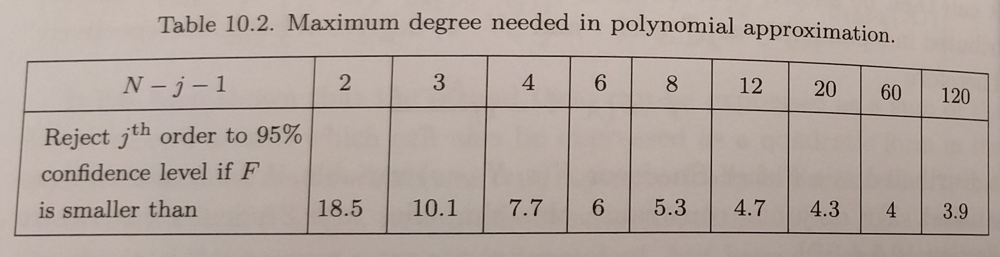 Table 10.2. Maximum degree needed in polynomial approximation.
N − j − 1 2 3 4 6 8 12 20 60 120
Reject jth order to 95%
confidence level if F
is smaller than 18.5 10.1 7.7 6 5.3 4.7 4.3 4 3.9